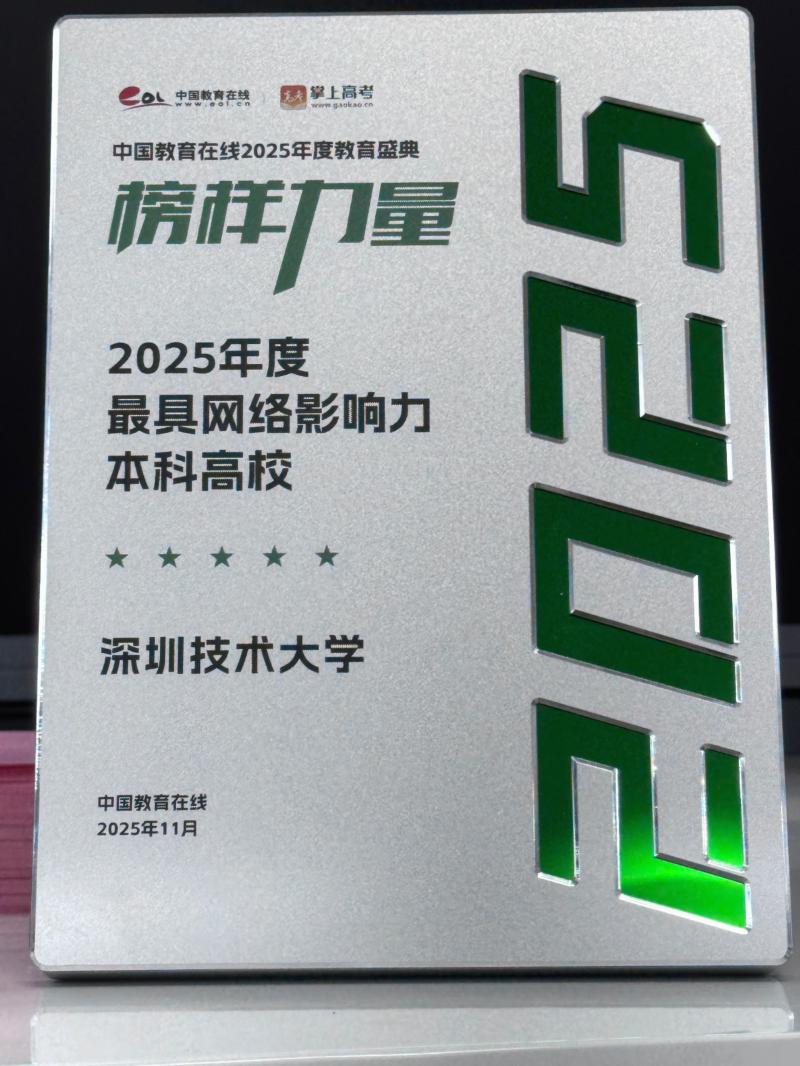 eoL 中国教育在线 高考 掌上高考
www.eol.cn www.gaokao.cn
中国教育在线2025年度教育盛典
榜样力量
2025年度
最具网络影响力
本科高校
深圳技术大学
中国教育在线
2025年11月
2025